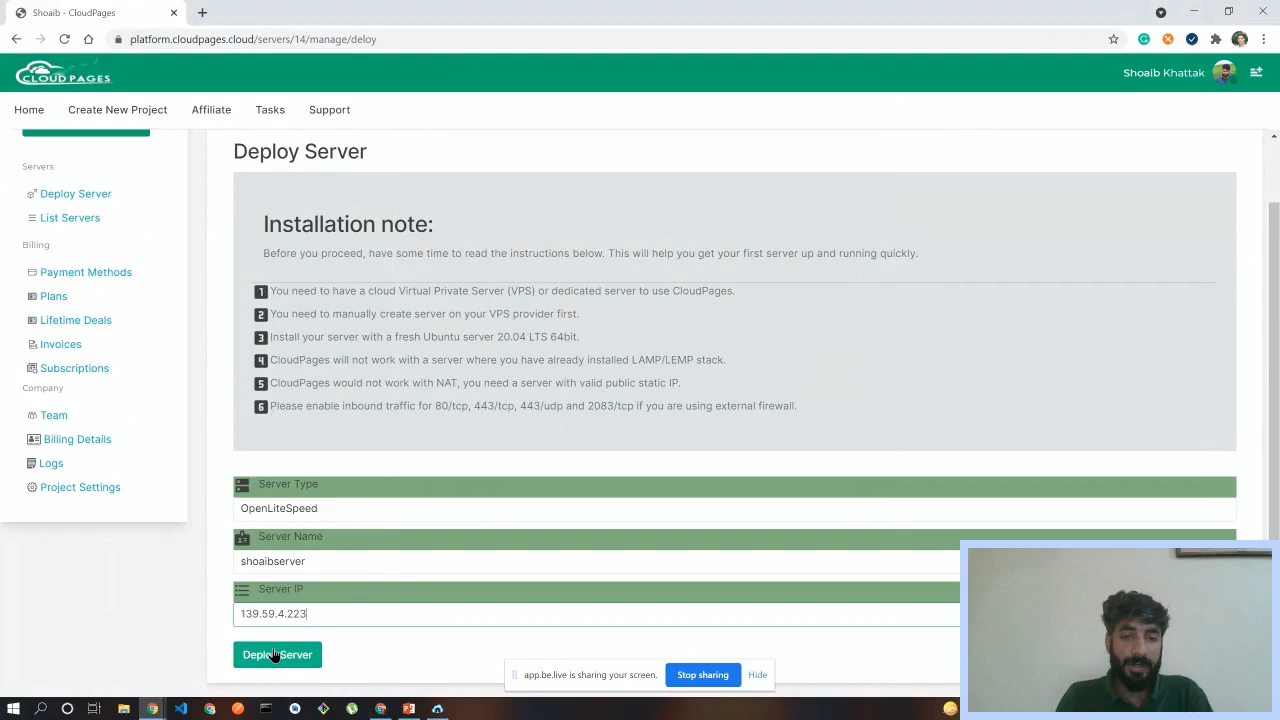 Shoaib - CloudPages
platform.cloudpages.cloud/servers/14/manage/deloy
CLOUD PAGES
Shoaib Khattak
Home
Create New Project
Affiliate
Tasks
Support
Servers
Deploy Server
List Servers
Billing
Payment Methods
Plans
Lifetime Deals
Invoices
Subscriptions
Company
Team
Billing Details
Logs
Project Settings
Deploy Server
Installation note:
Before you proceed, have some time to read the instructions below. This will help you get your first server up and running quickly.
1 You need to have a cloud Virtual Private Server (VPS) or dedicated server to use CloudPages.
2 You need to manually create server on your VPS provider first.
3 Install your server with a fresh Ubuntu server 20.04 LTS 64bit.
4 CloudPages will not work with a server where you have already installed LAMP/LEMP stack.
5 CloudPages would not work with NAT, you need a server with valid public static IP.
6 Please enable inbound traffic for 80/tcp, 443/tcp, 443/udp and 2083/tcp if you are using external firewall.
Server Type
OpenLiteSpeed
Server Name
shoaibserver
Server IP
139.59.4.223
Deploy Server
app.be.live is sharing your screen.
Stop sharing
Hide